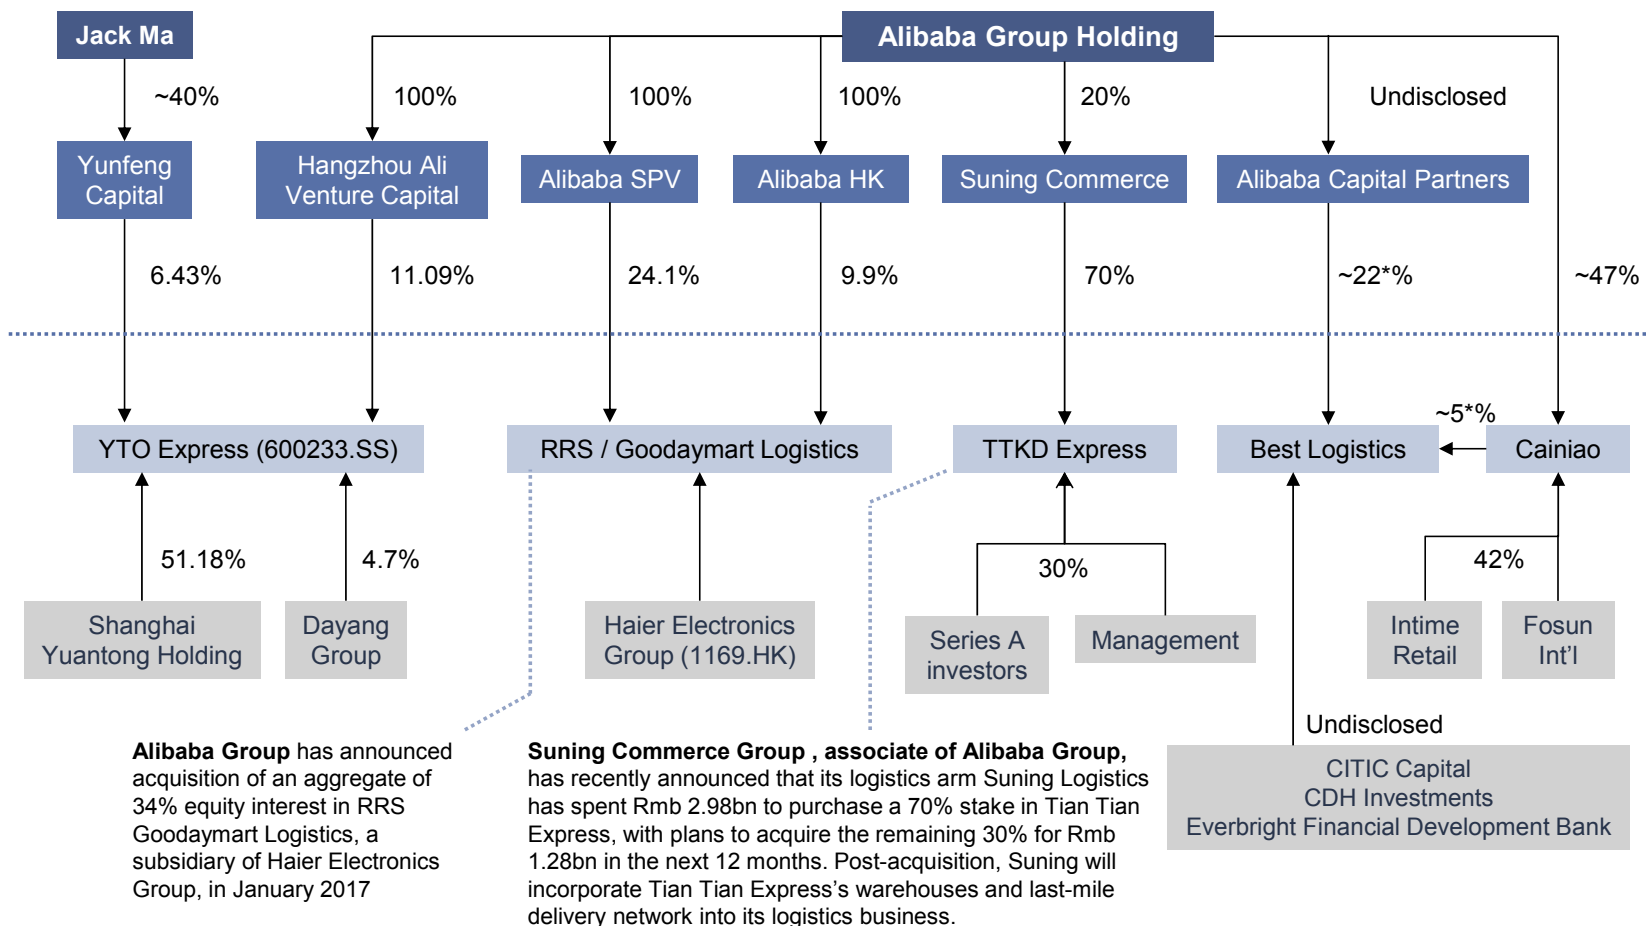 Jack Ma
Alibaba Group Holding
~40%
100%
100%
100%
20%
Undisclosed
Yunfeng
Capital
Hangzhou Ali
Venture Capital
Alibaba SPV
Alibaba HK
Suning Commerce
Alibaba Capital Partners
6.43%
11.09%
24.1%
9.9%
70%
~22*%
~47%
YTO Express (600233.SS)
RRS / Goodaymart Logistics
TTKD Express
Best Logistics
~5*%
Cainiao
51.18%
4.7%
30%
42%
Shanghai
Yuantong Holding
Dayang
Group
Haier Electronics
Group (1169.HK)
Series A
investors
Management
Intime
Retail
Fosun
Int'l
Undisclosed
CITIC Capital
CDH Investments
Everbright Financial Development Bank
Alibaba Group has announced
acquisition of an aggregate of
34% equity interest in RRS
Goodaymart Logistics, a
subsidiary of Haier Electronics
Group, in January 2017
Suning Commerce Group , associate of Alibaba Group,
has recently announced that its logistics arm Suning Logistics
has spent Rmb 2.98bn to purchase a 70% stake in Tian Tian
Express, with plans to acquire the remaining 30% for Rmb
1.28bn in the next 12 months. Post-acquisition, Suning will
incorporate Tian Tian Express's warehouses and last-mile
delivery network into its logistics business.